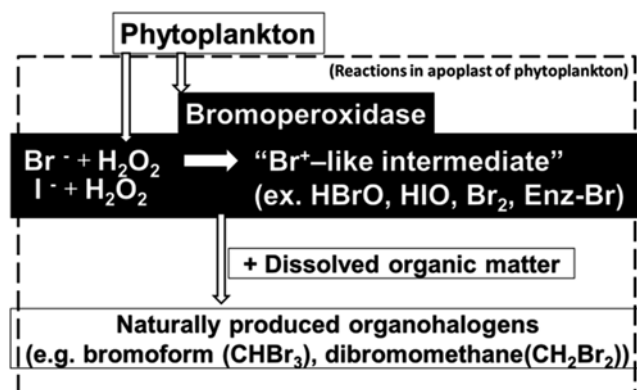 Phytoplankton
(Reactions in apoplast of phytoplankton)
Bromoperoxidase
Br⁻ + H₂O₂
“Br⁺–like intermediate”
I⁻ + H₂O₂
(ex. HBrO, HIO, Br₂, Enz-Br)
+ Dissolved organic matter
Naturally produced organohalogens
(e.g. bromoform (CHBr₃), dibromomethane(CH₂Br₂))